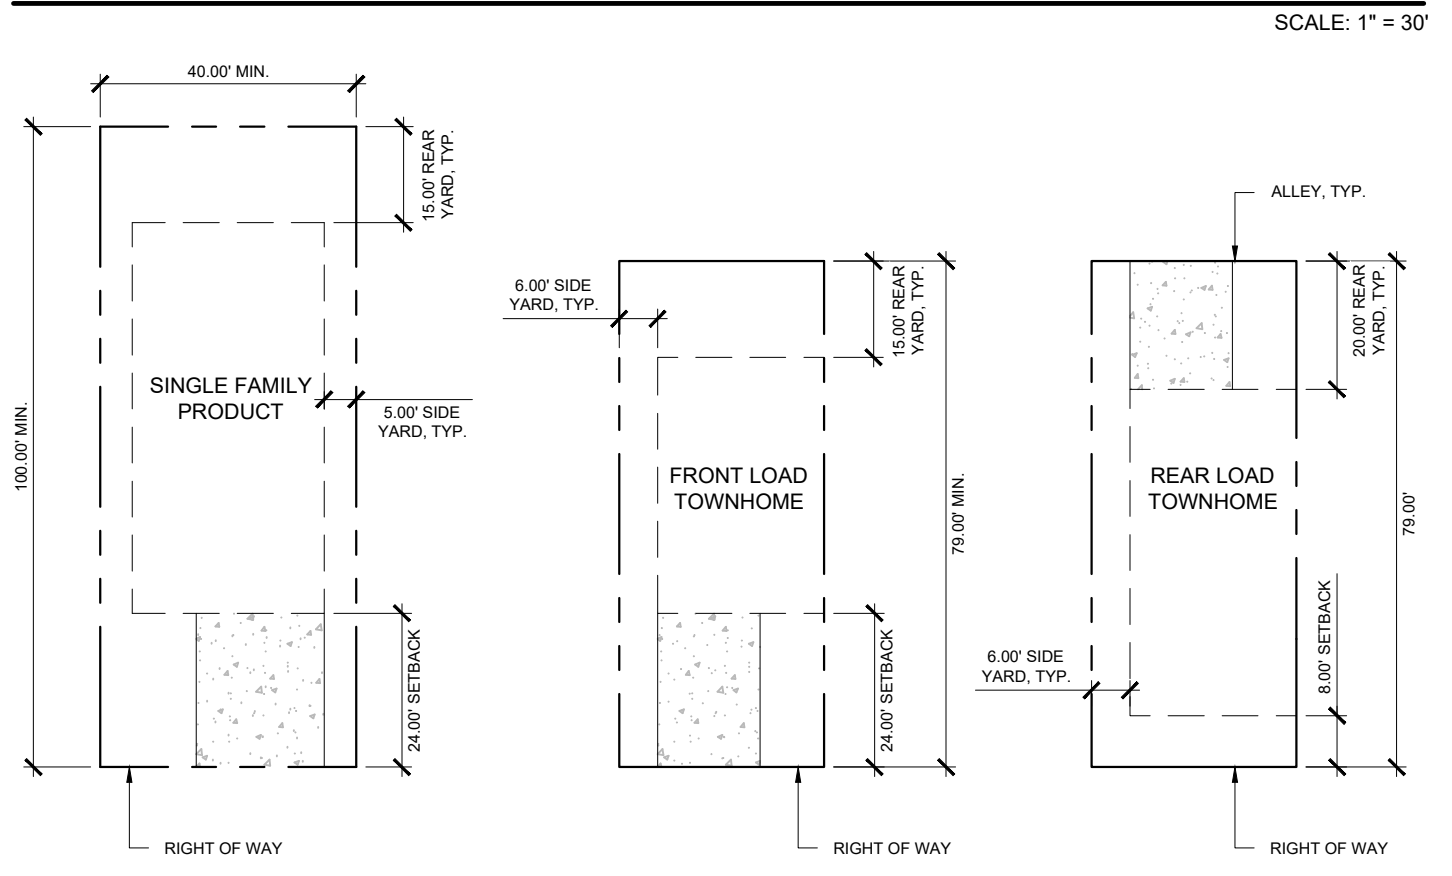 SCALE: 1" = 30'
40.00' MIN.
15.00' REAR
YARD, TYP.
100.00' MIN.
SINGLE FAMILY
PRODUCT
5.00' SIDE
YARD, TYP.
24.00' SETBACK
RIGHT OF WAY
6.00' SIDE
YARD, TYP.
15.00' REAR
YARD, TYP.
FRONT LOAD
TOWNHOME
79.00' MIN.
24.00' SETBACK
RIGHT OF WAY
ALLEY, TYP.
20.00' REAR
YARD, TYP.
REAR LOAD
TOWNHOME
79.00'
8.00' SETBACK
6.00' SIDE
YARD, TYP.
RIGHT OF WAY